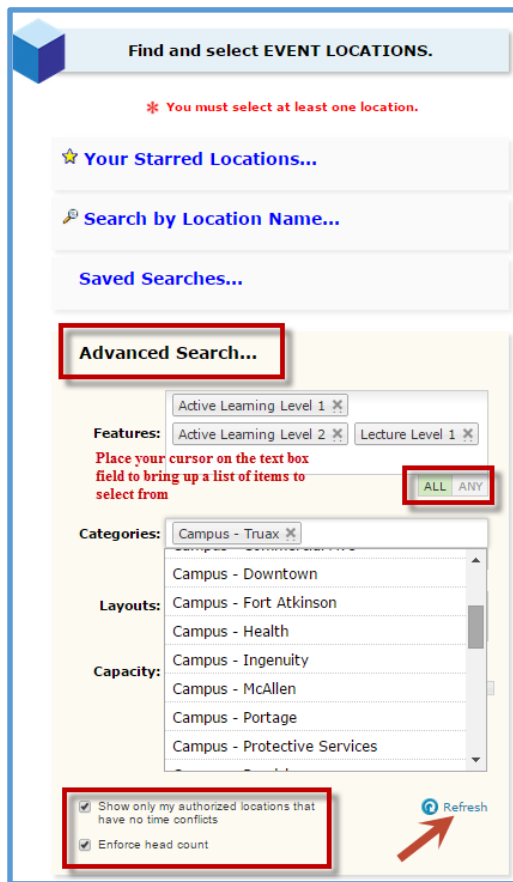 Find and select EVENT LOCATIONS.
✻ You must select at least one location.
Your Starred Locations...
Search by Location Name...
Saved Searches...
Advanced Search...
Active Learning Level 1 ×
Features: Active Learning Level 2 × Lecture Level 1 ×
Place your cursor on the text box
field to bring up a list of items to
select from
ALL ANY
Categories: Campus - Truax ×
Campus - Downtown
Layouts: Campus - Fort Atkinson
Campus - Health
Campus - Ingenuity
Capacity: Campus - McAllen
Campus - Portage
Campus - Protective Services
Show only my authorized locations that
have no time conflicts
Refresh
Enforce head count